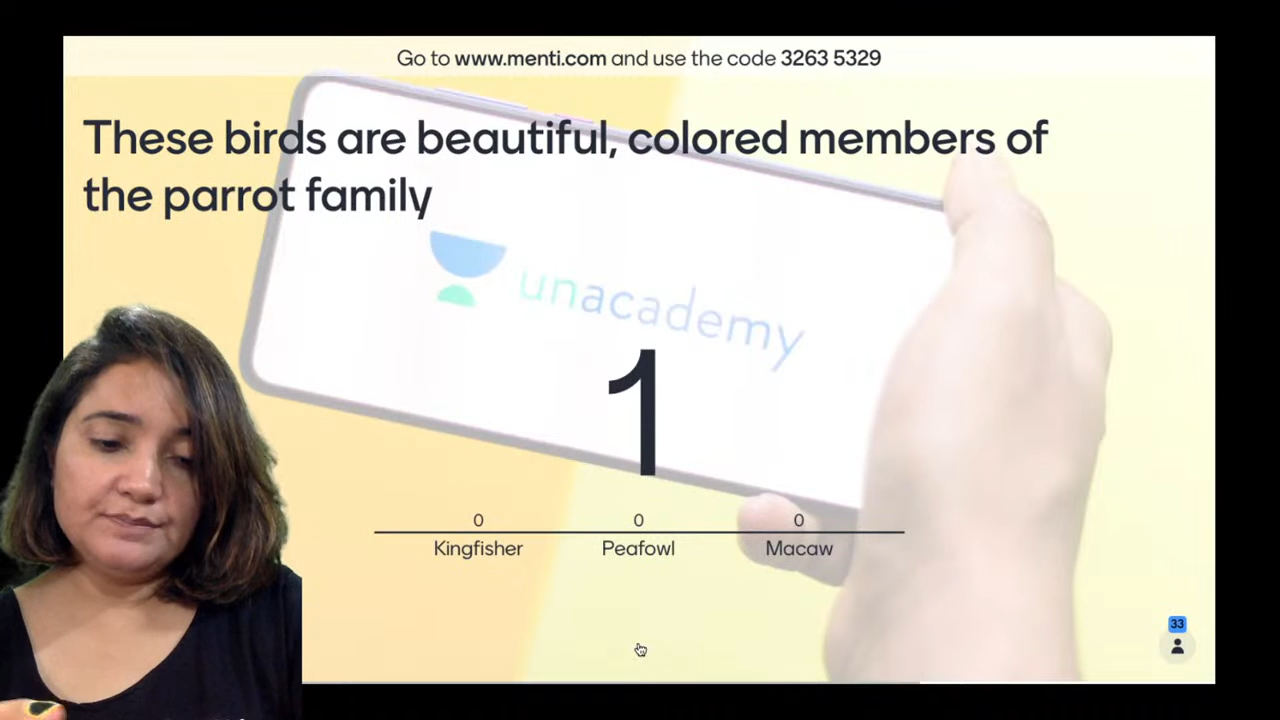 Go to www.menti.com and use the code 3263 5329
These birds are beautiful, colored members of
the parrot family
unacademy
1
0 0 0
Kingfisher Peafowl Macaw
33